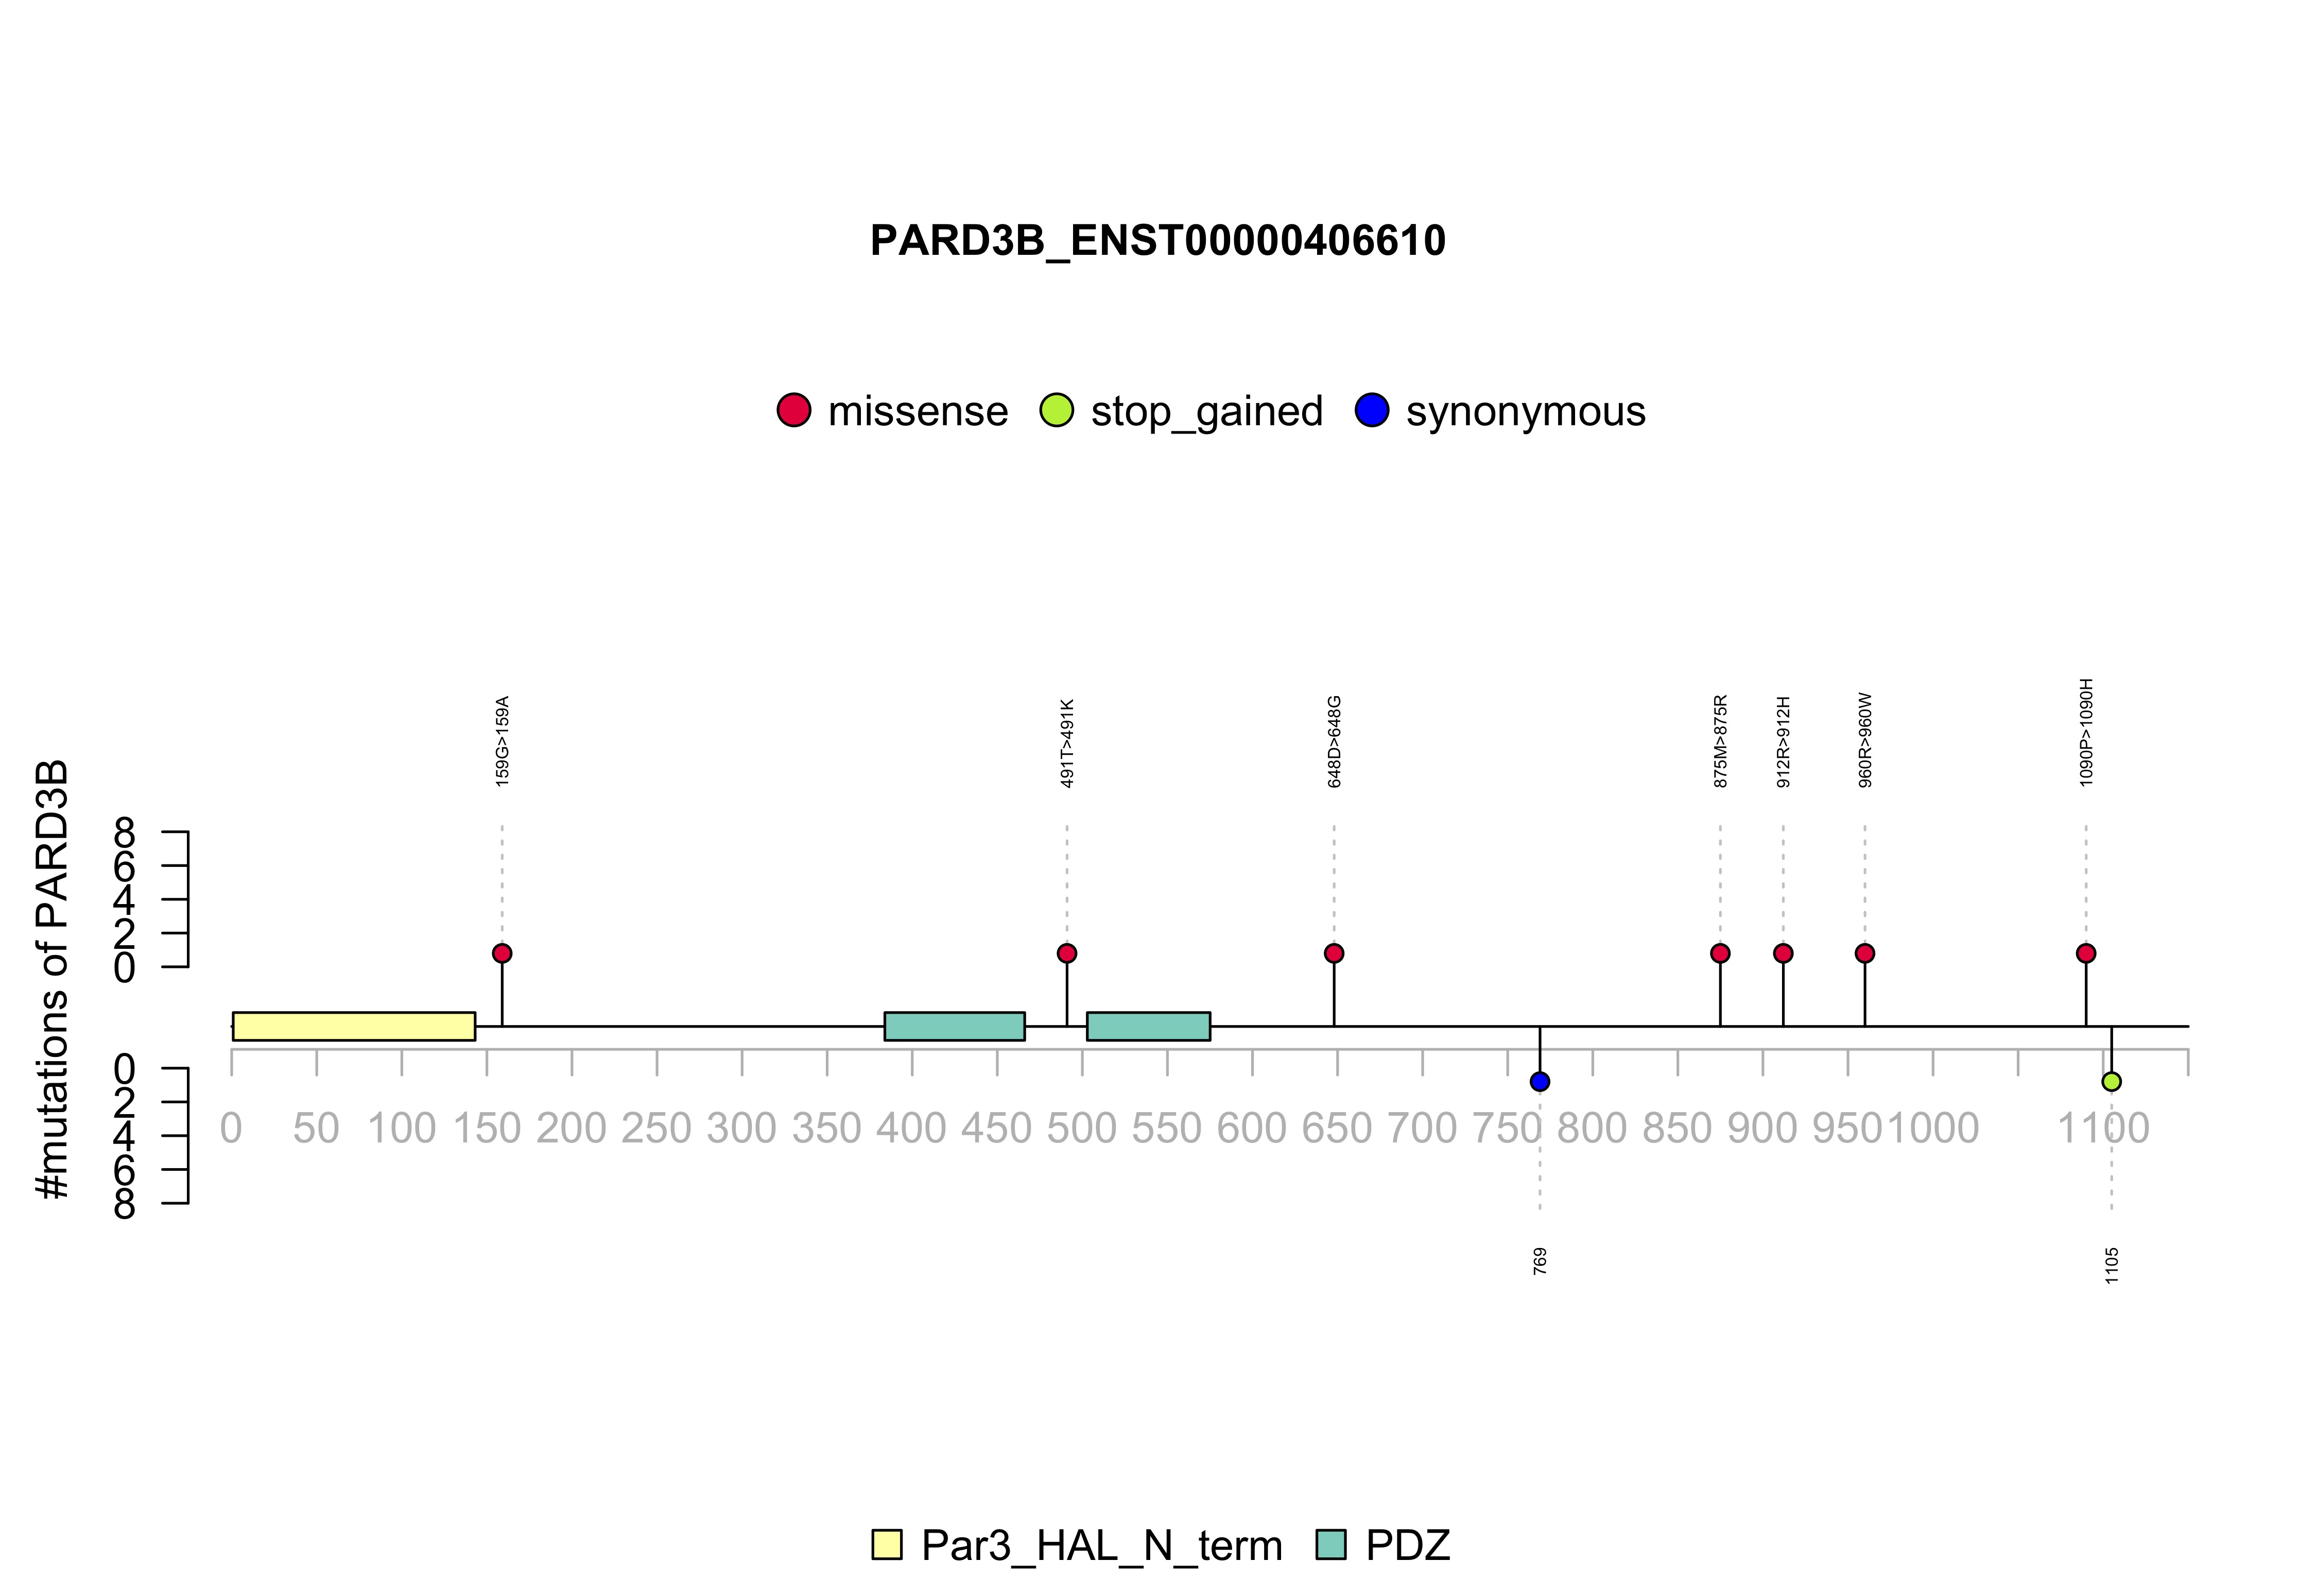 PARD3B_ENST00000406610
missense stop_gained synonymous
159G>159A
491T>491K
648D>648G
875M>875R
912R>912H
960R>960W
1090P>1090H
#mutations of PARD3B
8
6
4
2
0
0
2
4
6
8
0 50 100 150 200 250 300 350 400 450 500 550 600 650 700 750 800 850 900 950 1000 1100
769
1105
Par3_HAL_N_term PDZ